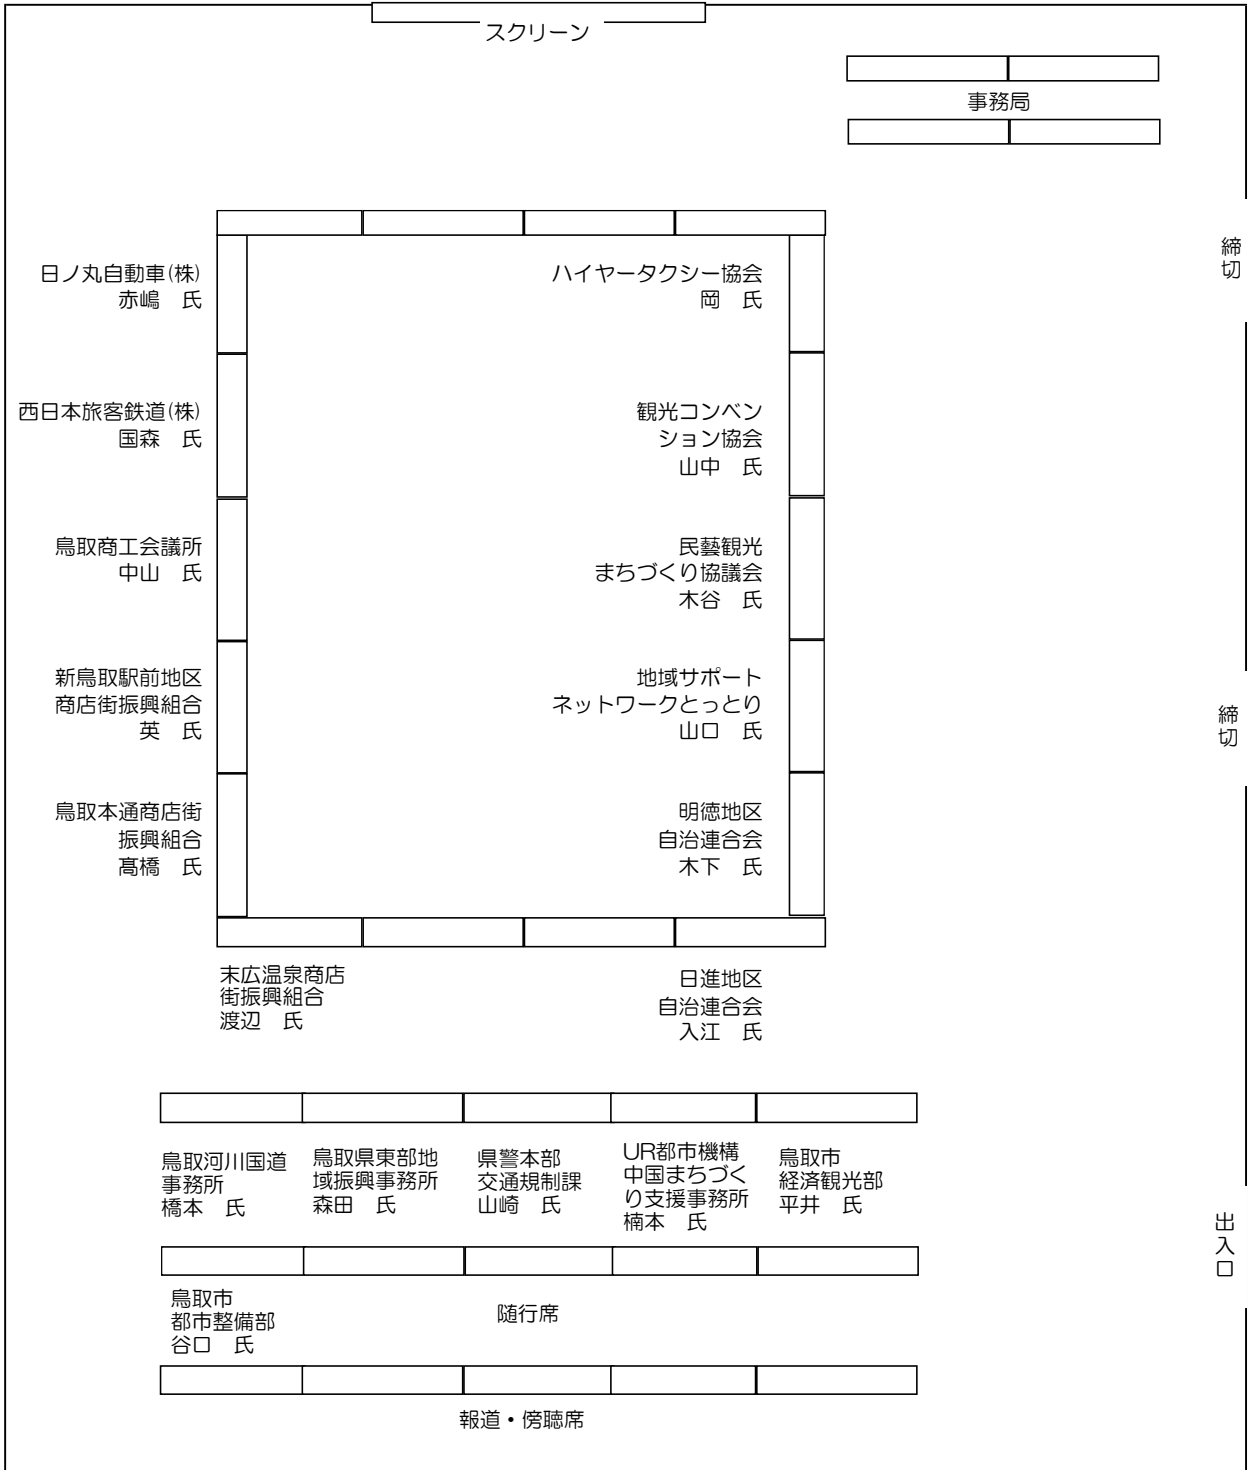 スクリーン
事務局
締
切
日ノ丸自動車(株)
赤嶋　氏
ハイヤータクシー協会
岡　氏
西日本旅客鉄道(株)
国森　氏
観光コンベン
ション協会
山中　氏
鳥取商工会議所
中山　氏
民藝観光
まちづくり協議会
木谷　氏
新鳥取駅前地区
商店街振興組合
英　氏
地域サポート
ネットワークとっとり
山口　氏
締
切
鳥取本通商店街
振興組合
髙橋　氏
明徳地区
自治連合会
木下　氏
末広温泉商店
街振興組合
渡辺　氏
日進地区
自治連合会
入江　氏
鳥取河川国道
事務所
橋本　氏
鳥取県東部地
域振興事務所
森田　氏
県警本部
交通規制課
山崎　氏
UR都市機構
中国まちづく
り支援事務所
楠本　氏
鳥取市
経済観光部
平井　氏
出
入
口
鳥取市
都市整備部
谷口　氏
随行席
報道・傍聴席